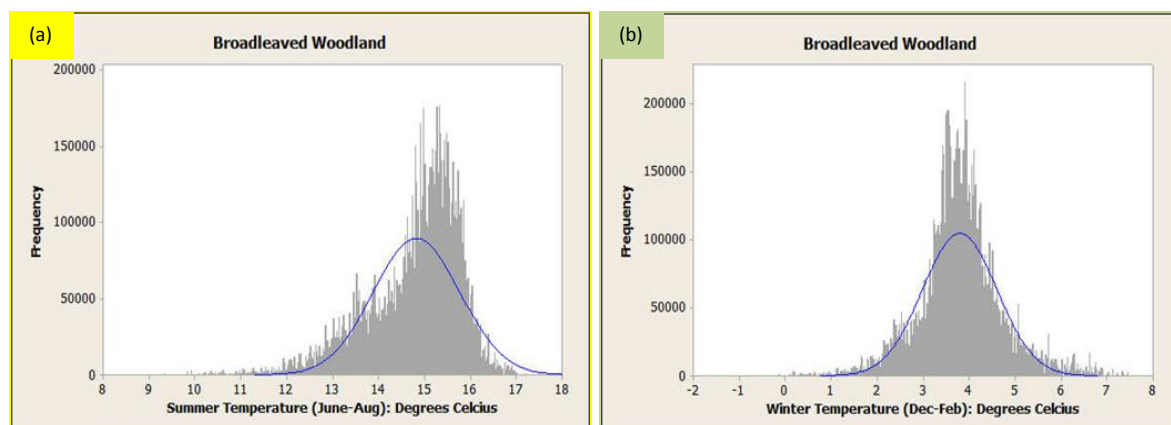 (a)
Broadleaved Woodland
Frequency
200000
150000
100000
50000
0
8 9 10 11 12 13 14 15 16 17 18
Summer Temperature (June-Aug): Degrees Celcius
(b)
Broadleaved Woodland
Frequency
200000
150000
100000
50000
0
-2 -1 0 1 2 3 4 5 6 7 8
Winter Temperature (Dec-Feb): Degrees Celcius